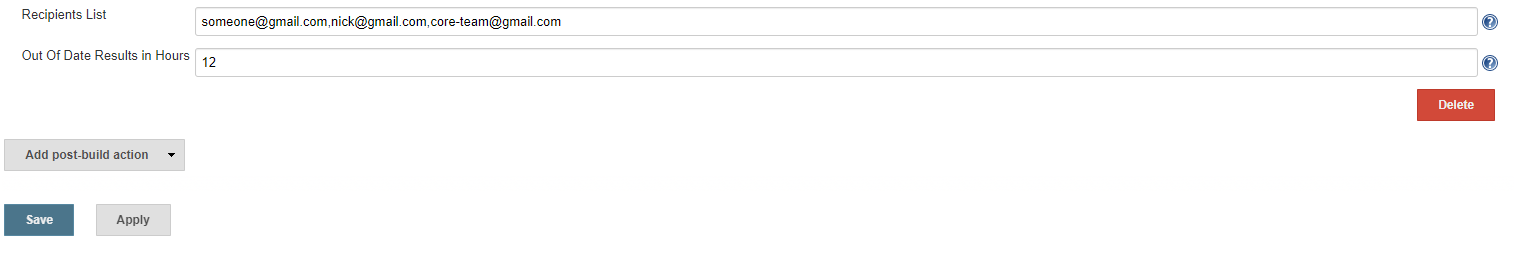 Recipients List
someone@gmail.com,nick@gmail.com,core-team@gmail.com
Out Of Date Results in Hours
12
Delete
Add post-build action
Save
Apply